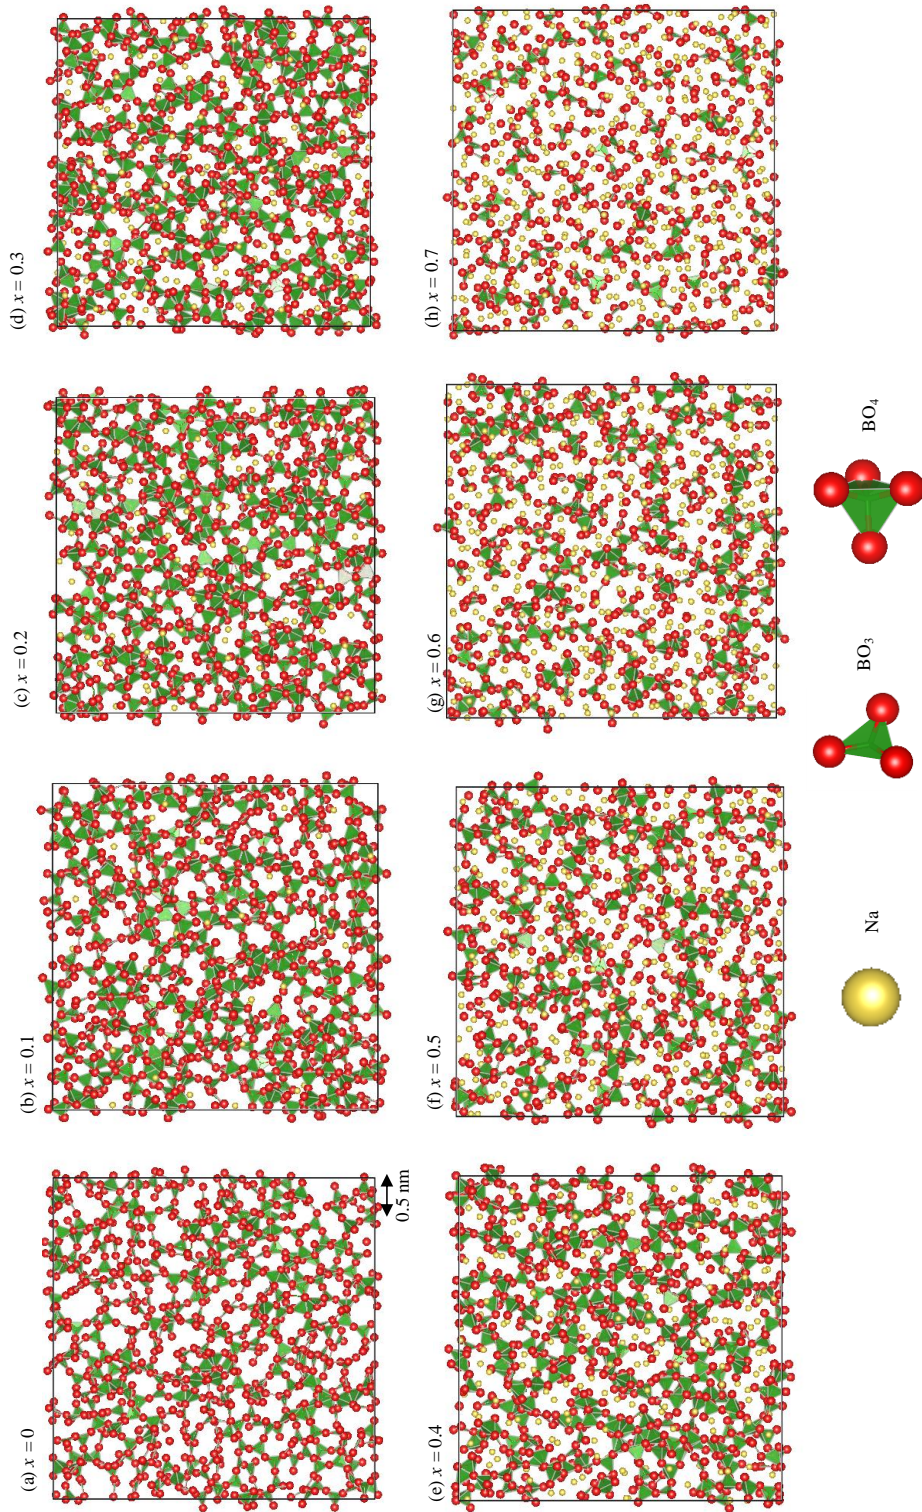 (a) x = 0
(b) x = 0.1
(c) x = 0.2
(d) x = 0.3
0.5 nm
(e) x = 0.4
(f) x = 0.5
(g) x = 0.6
(h) x = 0.7
Na
BO₃
BO₄